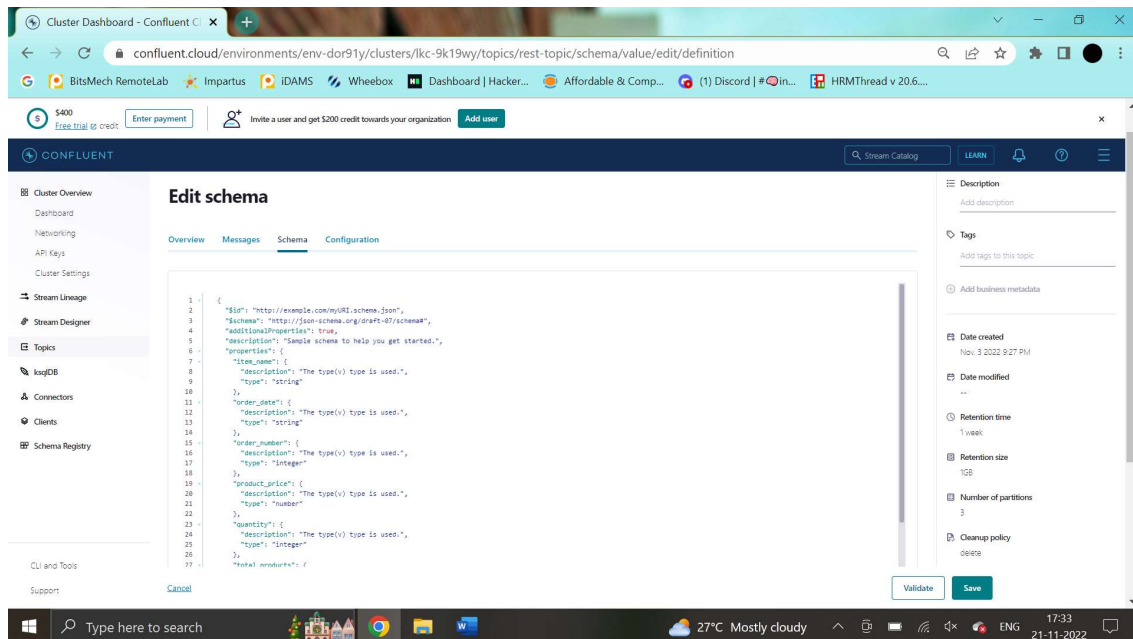 Cluster Dashboard - Confluent Cl
confluent.cloud/environments/env-dor91y/clusters/lkc-9k19wy/topics/rest-topic/schema/value/edit/definition
BitsMech RemoteLab Impartus iDAMS Wheebox Dashboard | Hacker... Affordable & Comp... (1) Discord | #🧠in... HRMThread v 20.6....
$400
Free trial credit
Enter payment
Invite a user and get $200 credit towards your organization
Add user
CONFLUENT
Stream Catalog
LEARN
Cluster Overview
Dashboard
Networking
API Keys
Cluster Settings
Stream Lineage
Stream Designer
Topics
ksqlDB
Connectors
Clients
Schema Registry
CLI and Tools
Support
Edit schema
Overview Messages Schema Configuration
1 {
2 "$id": "http://example.com/myURI.schema.json",
3 "$schema": "http://json-schema.org/draft-07/schema#",
4 "additionalProperties": true,
5 "description": "Sample schema to help you get started.",
6 "properties": {
7 "item_name": {
8 "description": "The type(v) type is used.",
9 "type": "string"
10 },
11 "order_date": {
12 "description": "The type(v) type is used.",
13 "type": "string"
14 },
15 "order_number": {
16 "description": "The type(v) type is used.",
17 "type": "integer"
18 },
19 "product_price": {
20 "description": "The type(v) type is used.",
21 "type": "number"
22 },
23 "quantity": {
24 "description": "The type(v) type is used.",
25 "type": "integer"
26 },
27 "total_products": {
Cancel
Validate
Save
Description
Add description
Tags
Add tags to this topic
Add business metadata
Date created
Nov. 3 2022 9:27 PM
Date modified
--
Retention time
1 week
Retention size
1GB
Number of partitions
3
Cleanup policy
delete
Type here to search
27°C Mostly cloudy
ENG
17:33
21-11-2022